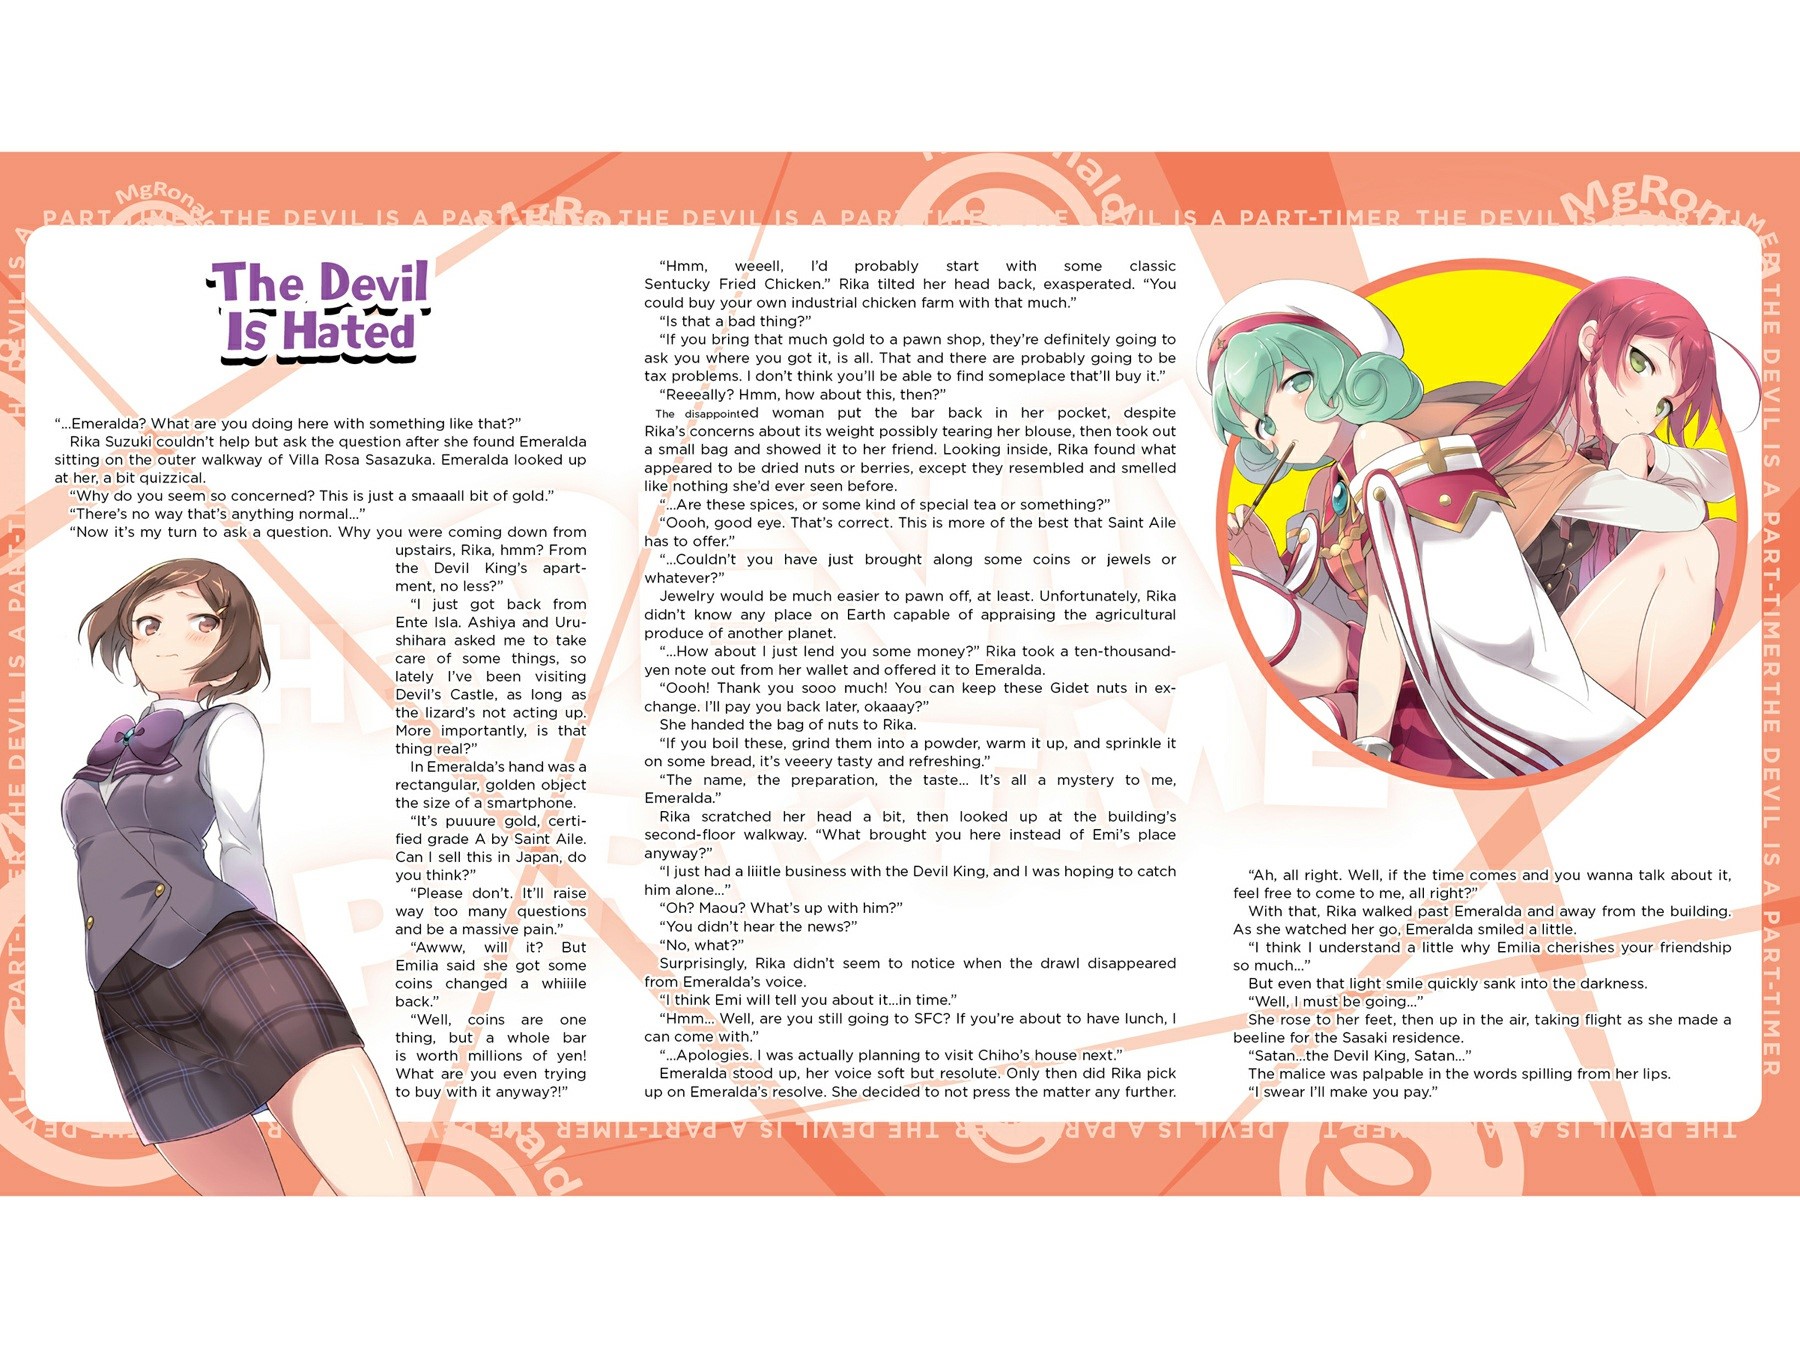 MgRonal
MgRo
nald
MgRon
PART-TIMER THE DEVIL IS A PART-TIMER THE DEVIL IS A PART-TIME THE DEVIL IS A PART-TIMER THE DEVIL IS A PART-TIMER
The Devil
Is Hated
“...Emeralda? What are you doing here with something like that?”
Rika Suzuki couldn’t help but ask the question after she found Emeralda
sitting on the outer walkway of Villa Rosa Sasazuka. Emeralda looked up
at her, a bit quizzical.
“Why do you seem so concerned? This is just a smaaall bit of gold.”
“There’s no way that’s anything normal...”
“Now it’s my turn to ask a question. Why you were coming down from
upstairs, Rika, hmm? From
the Devil King’s apart-
ment, no less?”
“I just got back from
Ente Isla. Ashiya and Uru-
shihara asked me to take
care of some things, so
lately I’ve been visiting
Devil’s Castle, as long as
the lizard’s not acting up.
More importantly, is that
thing real?”
In Emeralda’s hand was a
rectangular, golden object
the size of a smartphone.
“It’s puuure gold, certi-
fied grade A by Saint Aile.
Can I sell this in Japan, do
you think?”
“Please don’t. It’ll raise
way too many questions
and be a massive pain.”
“Awww, will it? But
Emilia said she got some
coins changed a whiiile
back.”
“Well, coins are one
thing, but a whole bar
is worth millions of yen!
What are you even trying
to buy with it anyway?!”
“Hmm, weeell, I’d probably start with some classic
Sentucky Fried Chicken.” Rika tilted her head back, exasperated. “You
could buy your own industrial chicken farm with that much.”
“Is that a bad thing?”
“If you bring that much gold to a pawn shop, they’re definitely going to
ask you where you got it, is all. That and there are probably going to be
tax problems. I don’t think you’ll be able to find someplace that’ll buy it.”
“Reeeally? Hmm, how about this, then?”
The disappointed woman put the bar back in her pocket, despite
Rika’s concerns about its weight possibly tearing her blouse, then took out
a small bag and showed it to her friend. Looking inside, Rika found what
appeared to be dried nuts or berries, except they resembled and smelled
like nothing she’d ever seen before.
“...Are these spices, or some kind of special tea or something?”
“Oooh, good eye. That’s correct. This is more of the best that Saint Aile
has to offer.”
“...Couldn’t you have just brought along some coins or jewels or
whatever?”
Jewelry would be much easier to pawn off, at least. Unfortunately, Rika
didn’t know any place on Earth capable of appraising the agricultural
produce of another planet.
“...How about I just lend you some money?” Rika took a ten-thousand-
yen note out from her wallet and offered it to Emeralda.
“Oooh! Thank you sooo much! You can keep these Gidet nuts in ex-
change. I’ll pay you back later, okaaay?”
She handed the bag of nuts to Rika.
“If you boil these, grind them into a powder, warm it up, and sprinkle it
on some bread, it’s veeery tasty and refreshing.”
“The name, the preparation, the taste... It’s all a mystery to me,
Emeralda.”
Rika scratched her head a bit, then looked up at the building’s
second-floor walkway. “What brought you here instead of Emi’s place
anyway?”
“I just had a liiitle business with the Devil King, and I was hoping to catch
him alone...”
“Oh? Maou? What’s up with him?”
“You didn’t hear the news?”
“No, what?”
Surprisingly, Rika didn’t seem to notice when the drawl disappeared
from Emeralda’s voice.
“I think Emi will tell you about it...in time.”
“Hmm... Well, are you still going to SFC? If you’re about to have lunch, I
can come with.”
“...Apologies. I was actually planning to visit Chiho’s house next.”
Emeralda stood up, her voice soft but resolute. Only then did Rika pick
up on Emeralda’s resolve. She decided to not press the matter any further.
“Ah, all right. Well, if the time comes and you wanna talk about it,
feel free to come to me, all right?”
With that, Rika walked past Emeralda and away from the building.
As she watched her go, Emeralda smiled a little.
“I think I understand a little why Emilia cherishes your friendship
so much...”
But even that light smile quickly sank into the darkness.
“Well, I must be going...”
She rose to her feet, then up in the air, taking flight as she made a
beeline for the Sasaki residence.
“Satan...the Devil King, Satan...”
The malice was palpable in the words spilling from her lips.
“I swear I’ll make you pay.”
THE DEVIL IS A PART-TIMER THE DEVIL IS A PART-TIMER THE DEVIL IS A PART-TIMER
THE DEVIL IS A PART-TIMER THE DEVIL IS A PART-TIMER THE DEVIL IS A PART-TIMER
nald